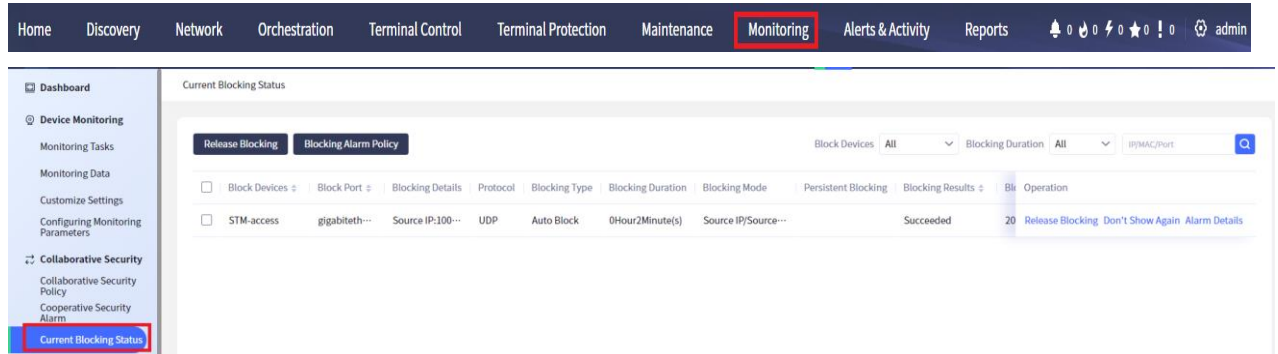 Home Discovery Network Orchestration Terminal Control Terminal Protection Maintenance Monitoring Alerts & Activity Reports 0 0 0 0 0 admin
Dashboard
Current Blocking Status
Device Monitoring
Monitoring Tasks
Monitoring Data
Customize Settings
Configuring Monitoring
Parameters
Collaborative Security
Collaborative Security
Policy
Cooperative Security
Alarm
Current Blocking Status
Release Blocking Blocking Alarm Policy Block Devices All Blocking Duration All IP/MAC/Port
Block Devices Block Port Blocking Details Protocol Blocking Type Blocking Duration Blocking Mode Persistent Blocking Blocking Results Operation
STM-access gigabiteth··· Source IP:100··· UDP Auto Block 0Hour2Minute(s) Source IP/Source··· Succeeded 20 Release Blocking Don't Show Again Alarm Details